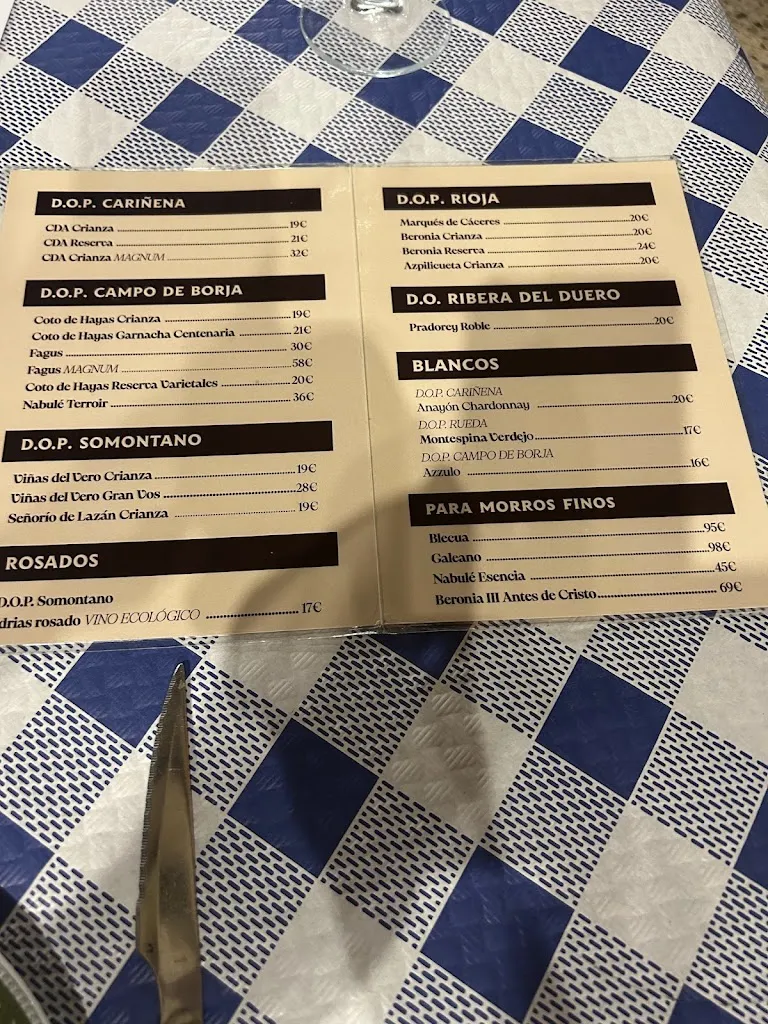 D.O.P. CARIÑENA
CDA Crianza 19€
CDA Reserva 21€
CDA Crianza MAGNUM 32€
D.O.P. CAMPO DE BORJA
Coto de Hayas Crianza 19€
Coto de Hayas Garnacha Centenaria 21€
Fagus 30€
Fagus MAGNUM 58€
Coto de Hayas Reserva Varietales 20€
Nabulé Terroir 36€
D.O.P. SOMONTANO
Viñas del Vero Crianza 19€
Viñas del Vero Gran Vos 28€
Señorío de Lazán Crianza 19€
ROSADOS
D.O.P. Somontano
drias rosado VINO ECOLÓGICO 17€
D.O.P. RIOJA
Marqués de Cáceres 20€
Beronia Crianza 20€
Beronia Reserva 24€
Azpilicueta Crianza 20€
D.O. RIBERA DEL DUERO
Pradorey Roble 20€
BLANCOS
D.O.P. CARIÑENA
Anayón Chardonnay 20€
D.O.P. RUEDA
Montespina Verdejo 17€
D.O.P. CAMPO DE BORJA
Azzulo 16€
PARA MORROS FINOS
Blecua 95€
Galeano 98€
Nabulé Esencia 45€
Beronia III Antes de Cristo 69€